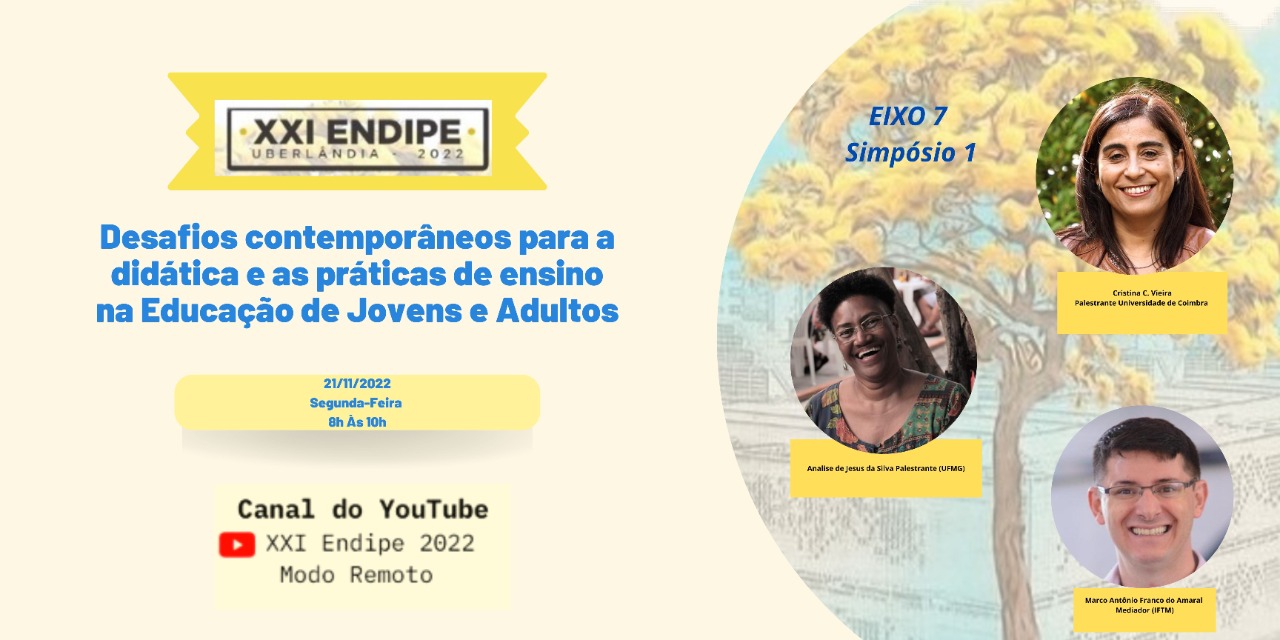 XXI ENDIPE
UBERLÂNDIA - 2022
Desafios contemporâneos para a
didática e as práticas de ensino
na Educação de Jovens e Adultos
21/11/2022
Segunda-Feira
8h Às 10h
Canal do YouTube
XXI Endipe 2022
Modo Remoto
EIXO 7
Simpósio 1
Cristina C. Vieira
Palestrante Universidade de Coimbra
Analise de Jesus da Silva Palestrante (UFMG)
Marco Antônio Franco do Amaral
Mediador (IFTM)